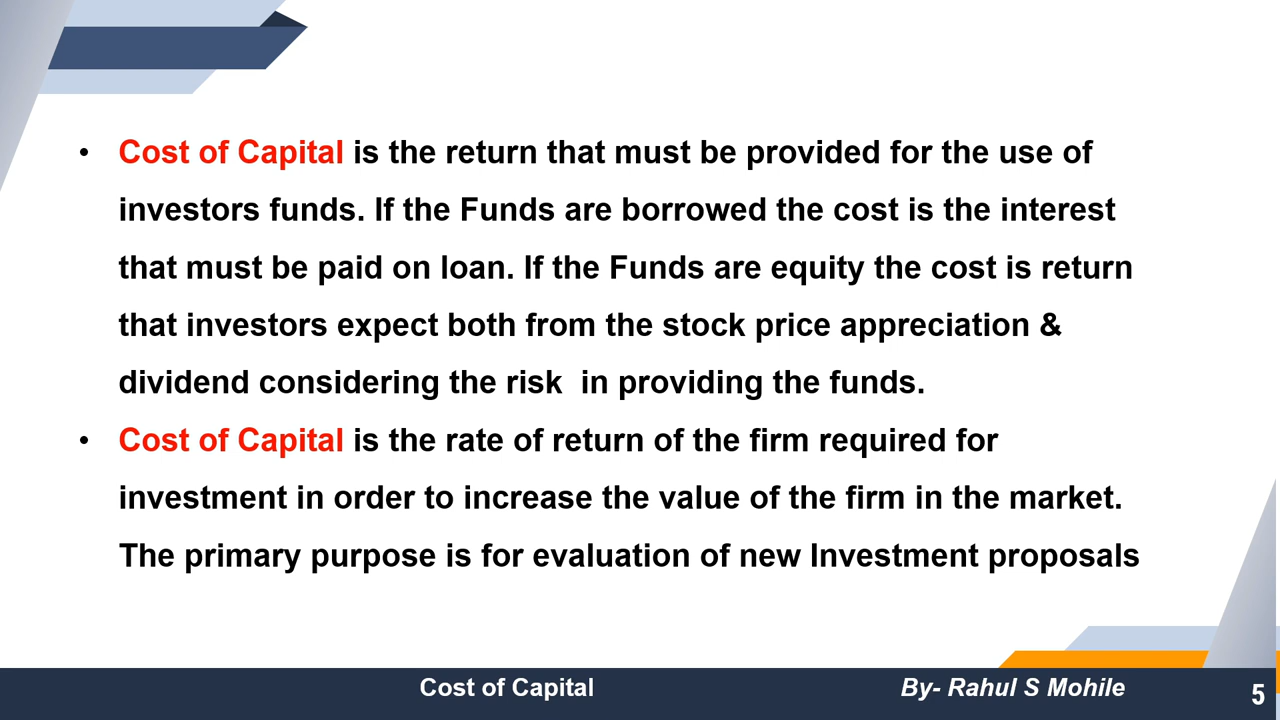 • Cost of Capital is the return that must be provided for the use of
investors funds. If the Funds are borrowed the cost is the interest
that must be paid on loan. If the Funds are equity the cost is return
that investors expect both from the stock price appreciation &
dividend considering the risk  in providing the funds.
• Cost of Capital is the rate of return of the firm required for
investment in order to increase the value of the firm in the market.
The primary purpose is for evaluation of new Investment proposals
Cost of Capital
By- Rahul S Mohile
5